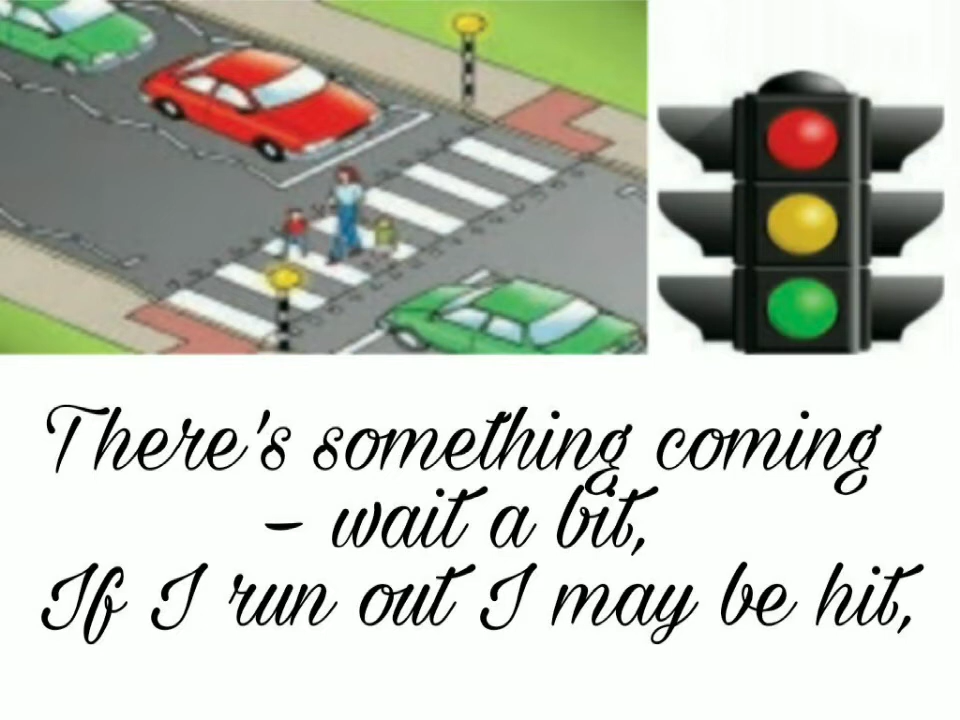 There's something coming
- wait a bit,
If I run out I may be hit,